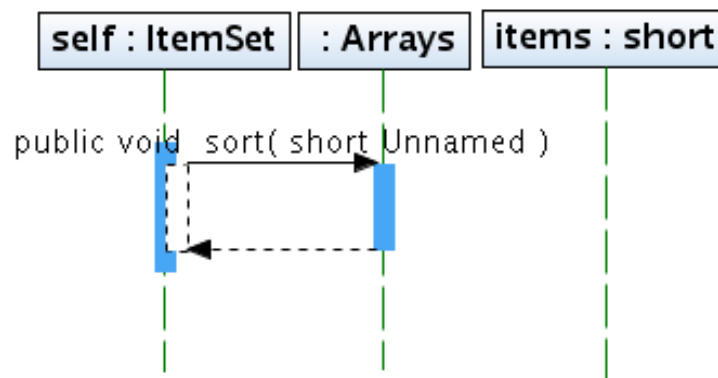 self : ItemSet
: Arrays
items : short
public void sort( short Unnamed )